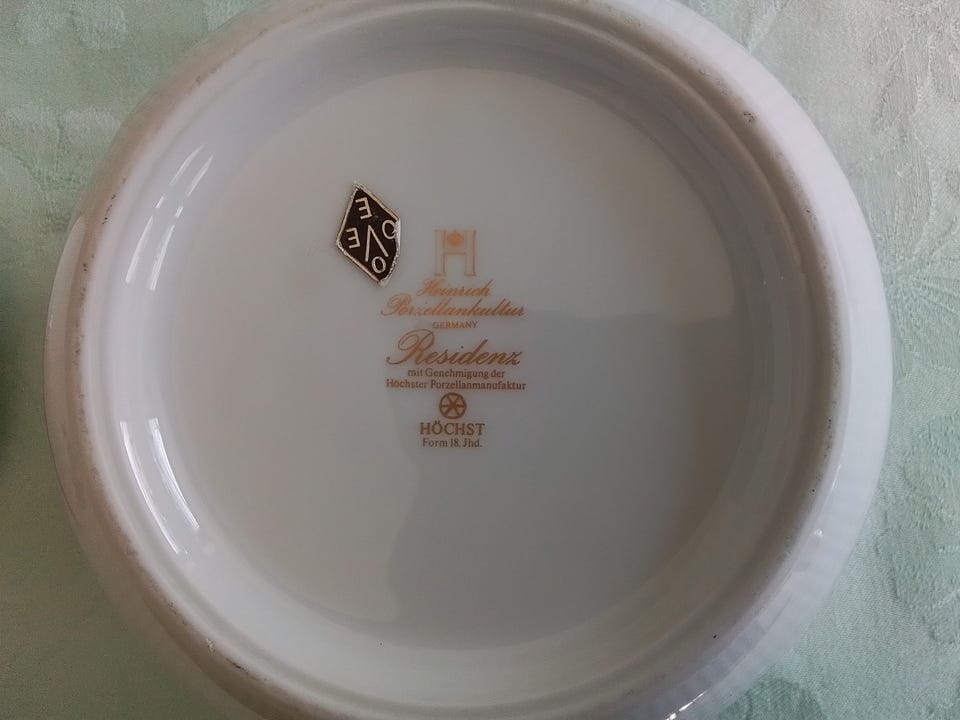 H
Heinrich
Porzellankultur
GERMANY
Residenz
mit Genehmigung der
Höchster Porzellanmanufaktur
HÖCHST
Form 18. Jhd.